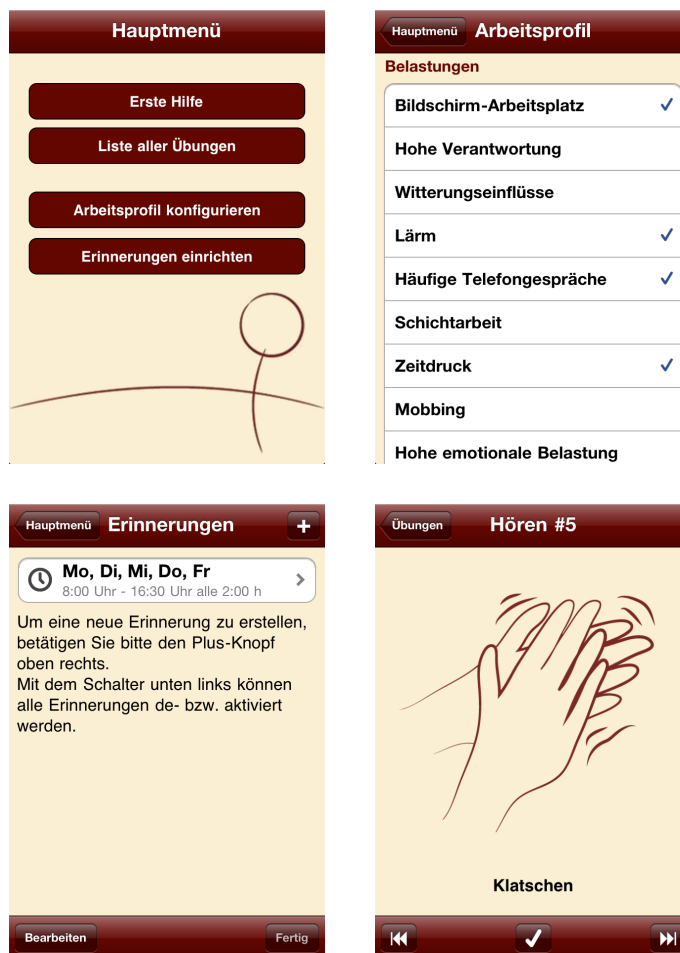 Hauptmenü
Erste Hilfe
Liste aller Übungen
Arbeitsprofil konfigurieren
Erinnerungen einrichten
Hauptmenü
Arbeitsprofil
Belastungen
Bildschirm-Arbeitsplatz
Hohe Verantwortung
Witterungseinflüsse
Lärm
Häufige Telefongespräche
Schichtarbeit
Zeitdruck
Mobbing
Hohe emotionale Belastung
Hauptmenü
Erinnerungen
+
Mo, Di, Mi, Do, Fr
8:00 Uhr - 16:30 Uhr alle 2:00 h
Um eine neue Erinnerung zu erstellen,
betätigen Sie bitte den Plus-Knopf
oben rechts.
Mit dem Schalter unten links können
alle Erinnerungen de- bzw. aktiviert
werden.
Bearbeiten
Fertig
Übungen
Hören #5
Klatschen